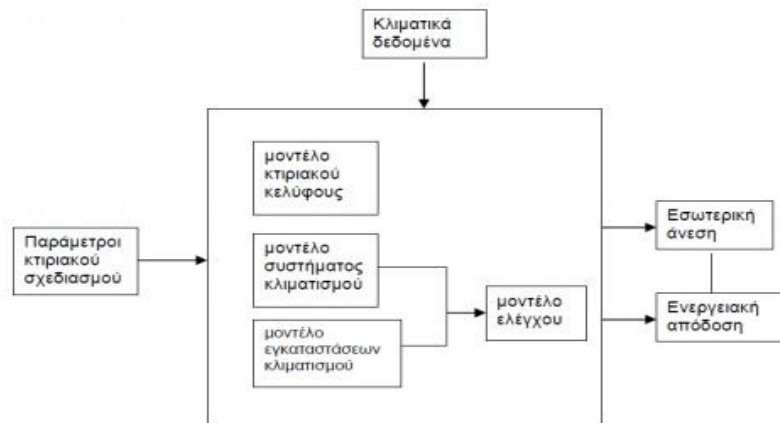 Κλιματικά
δεδομένα
μοντέλο
κτιριακού
κελύφους
Παράμετροι
κτιριακού
σχεδιασμού
μοντέλο
συστήματος
κλιματισμού
μοντέλο
εγκαταστάσεων
κλιματισμού
μοντέλο
ελέγχου
Εσωτερική
άνεση
Ενεργειακή
απόδοση